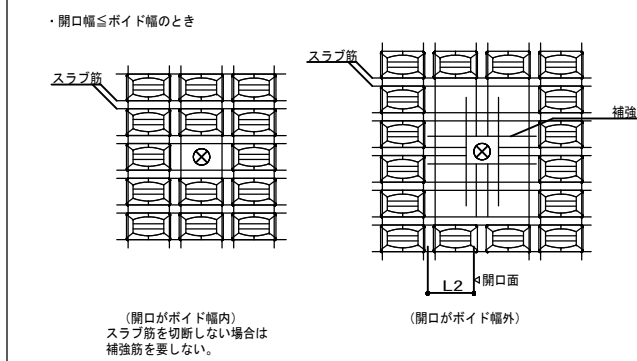 ・開口幅≦ボイド幅のとき
スラブ筋
スラブ筋
補強
L2
開口面
(開口がボイド幅内)
スラブ筋を切断しない場合は
補強筋を要しない。
(開口がボイド幅外)